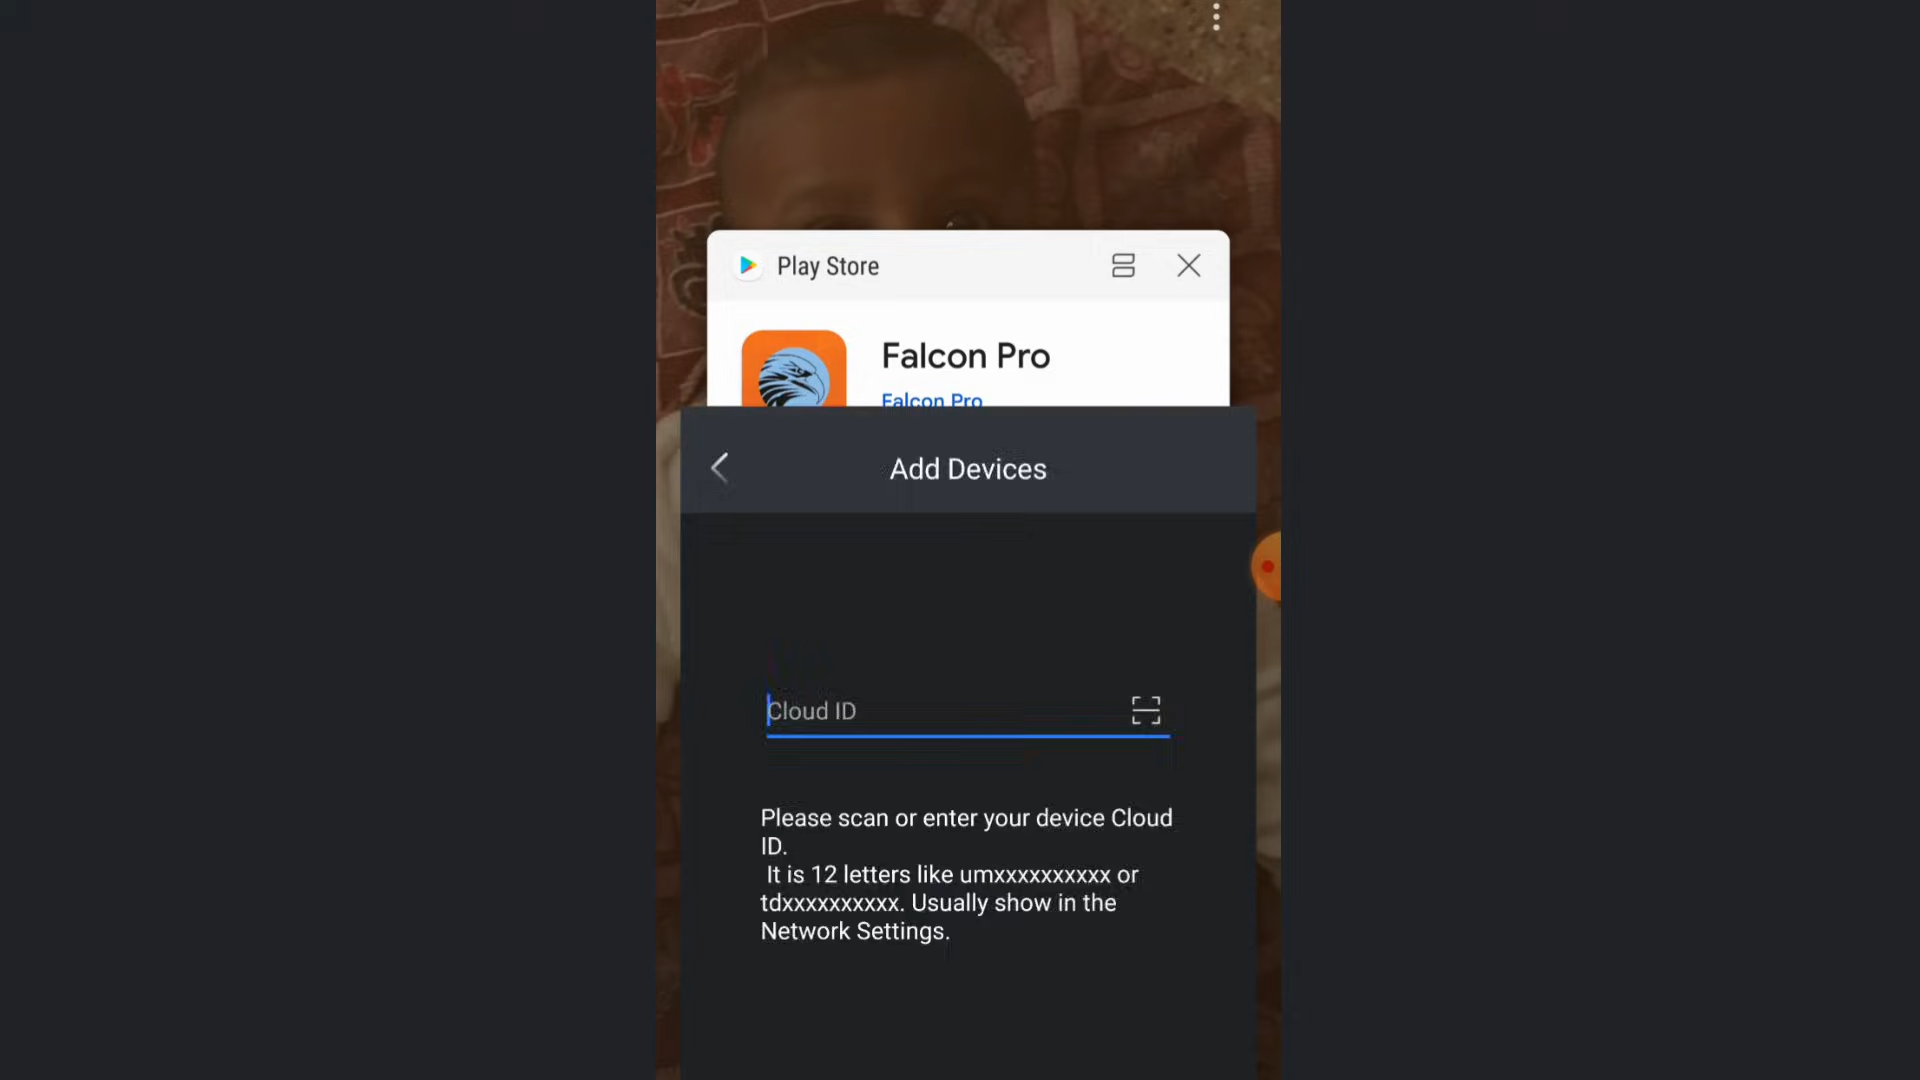 Play Store
Falcon Pro
Falcon Pro
Add Devices
Cloud ID
Please scan or enter your device Cloud
ID.
It is 12 letters like umxxxxxxxxxx or
tdxxxxxxxxxx. Usually show in the
Network Settings.